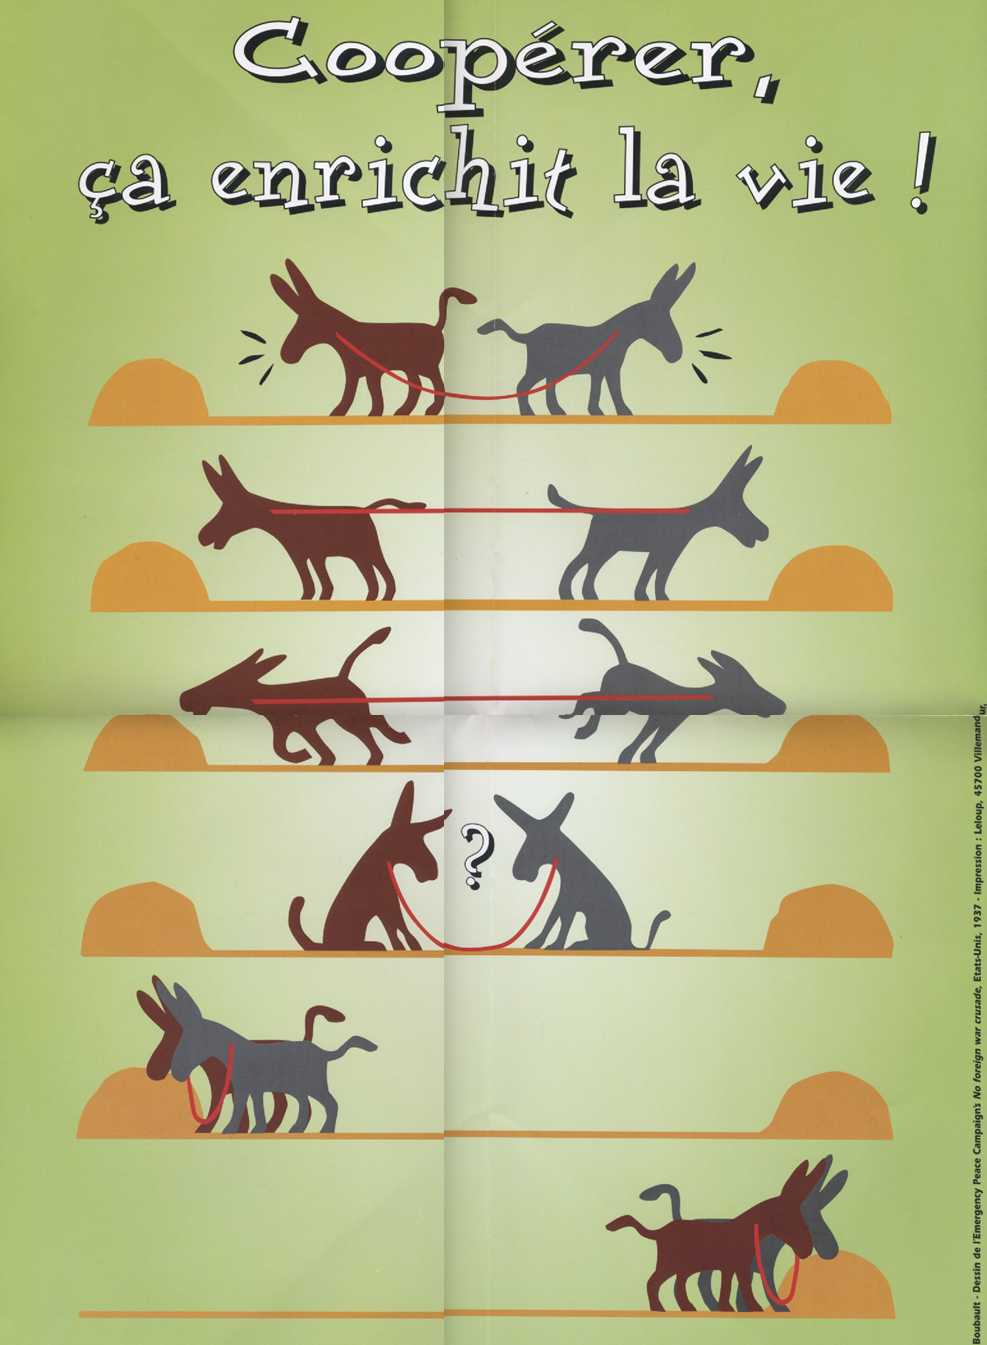 Coopérer,
ça enrichit la vie !
?
Boubault - Dessin de l'Emergency Peace Campaign's No foreign war crusade, Etats-Unis, 1937 - Impression : Leloup, 45700 Villemandur,